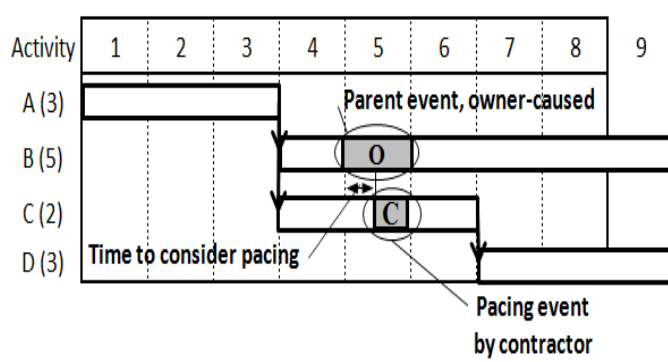 Activity 1 2 3 4 5 6 7 8 9
A (3)
Parent event, owner-caused
B (5) O
C (2) C
Time to consider pacing
D (3)
Pacing event
by contractor